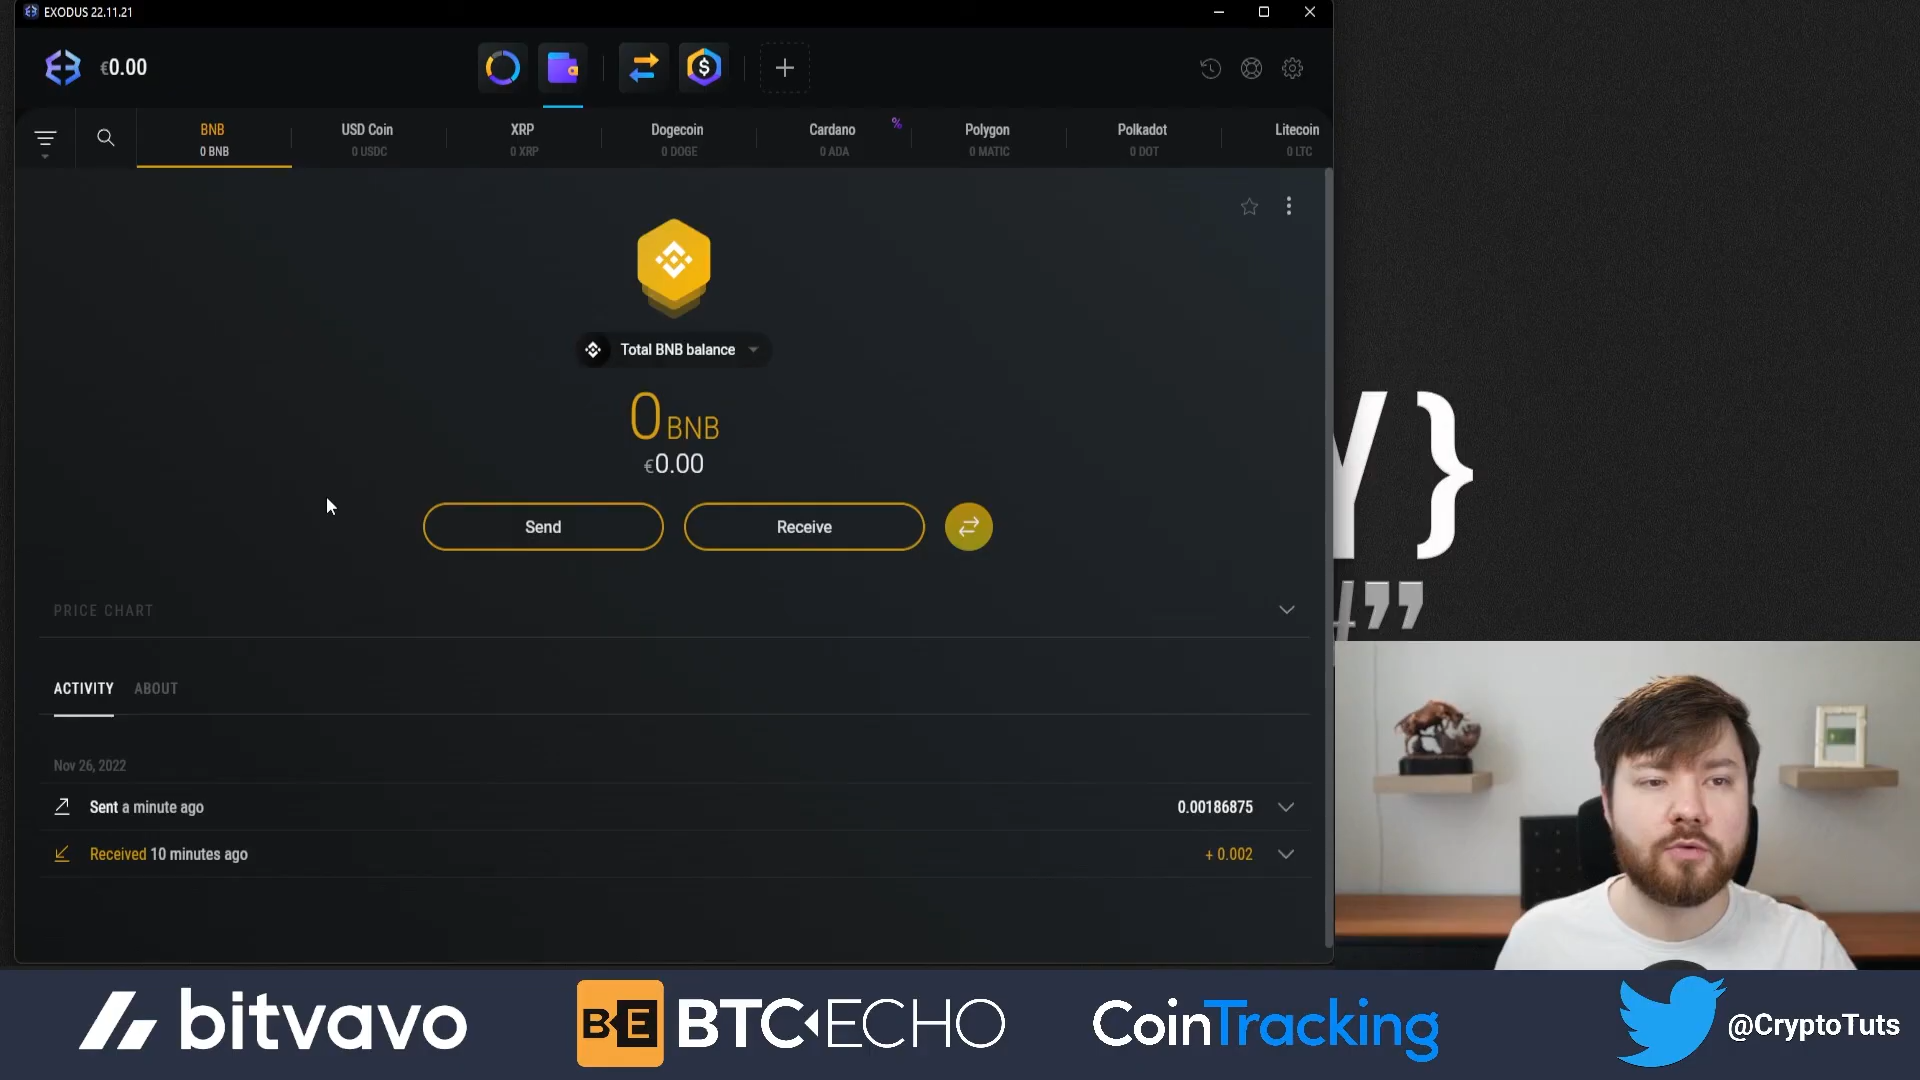 EXODUS 22.11.21
€0.00
BNB
0 BNB
USD Coin
0 USDC
XRP
0 XRP
Dogecoin
0 DOGE
Cardano
0 ADA
%
Polygon
0 MATIC
Polkadot
0 DOT
Litecoin
0 LTC
Total BNB balance
0 BNB
€0.00
Send
Receive
PRICE CHART
ACTIVITY
ABOUT
Nov 26, 2022
Sent a minute ago
0.00186875
Received 10 minutes ago
+ 0.002
Y}
”
bitvavo
BE BTC ECHO
CoinTracking
@CryptoTuts